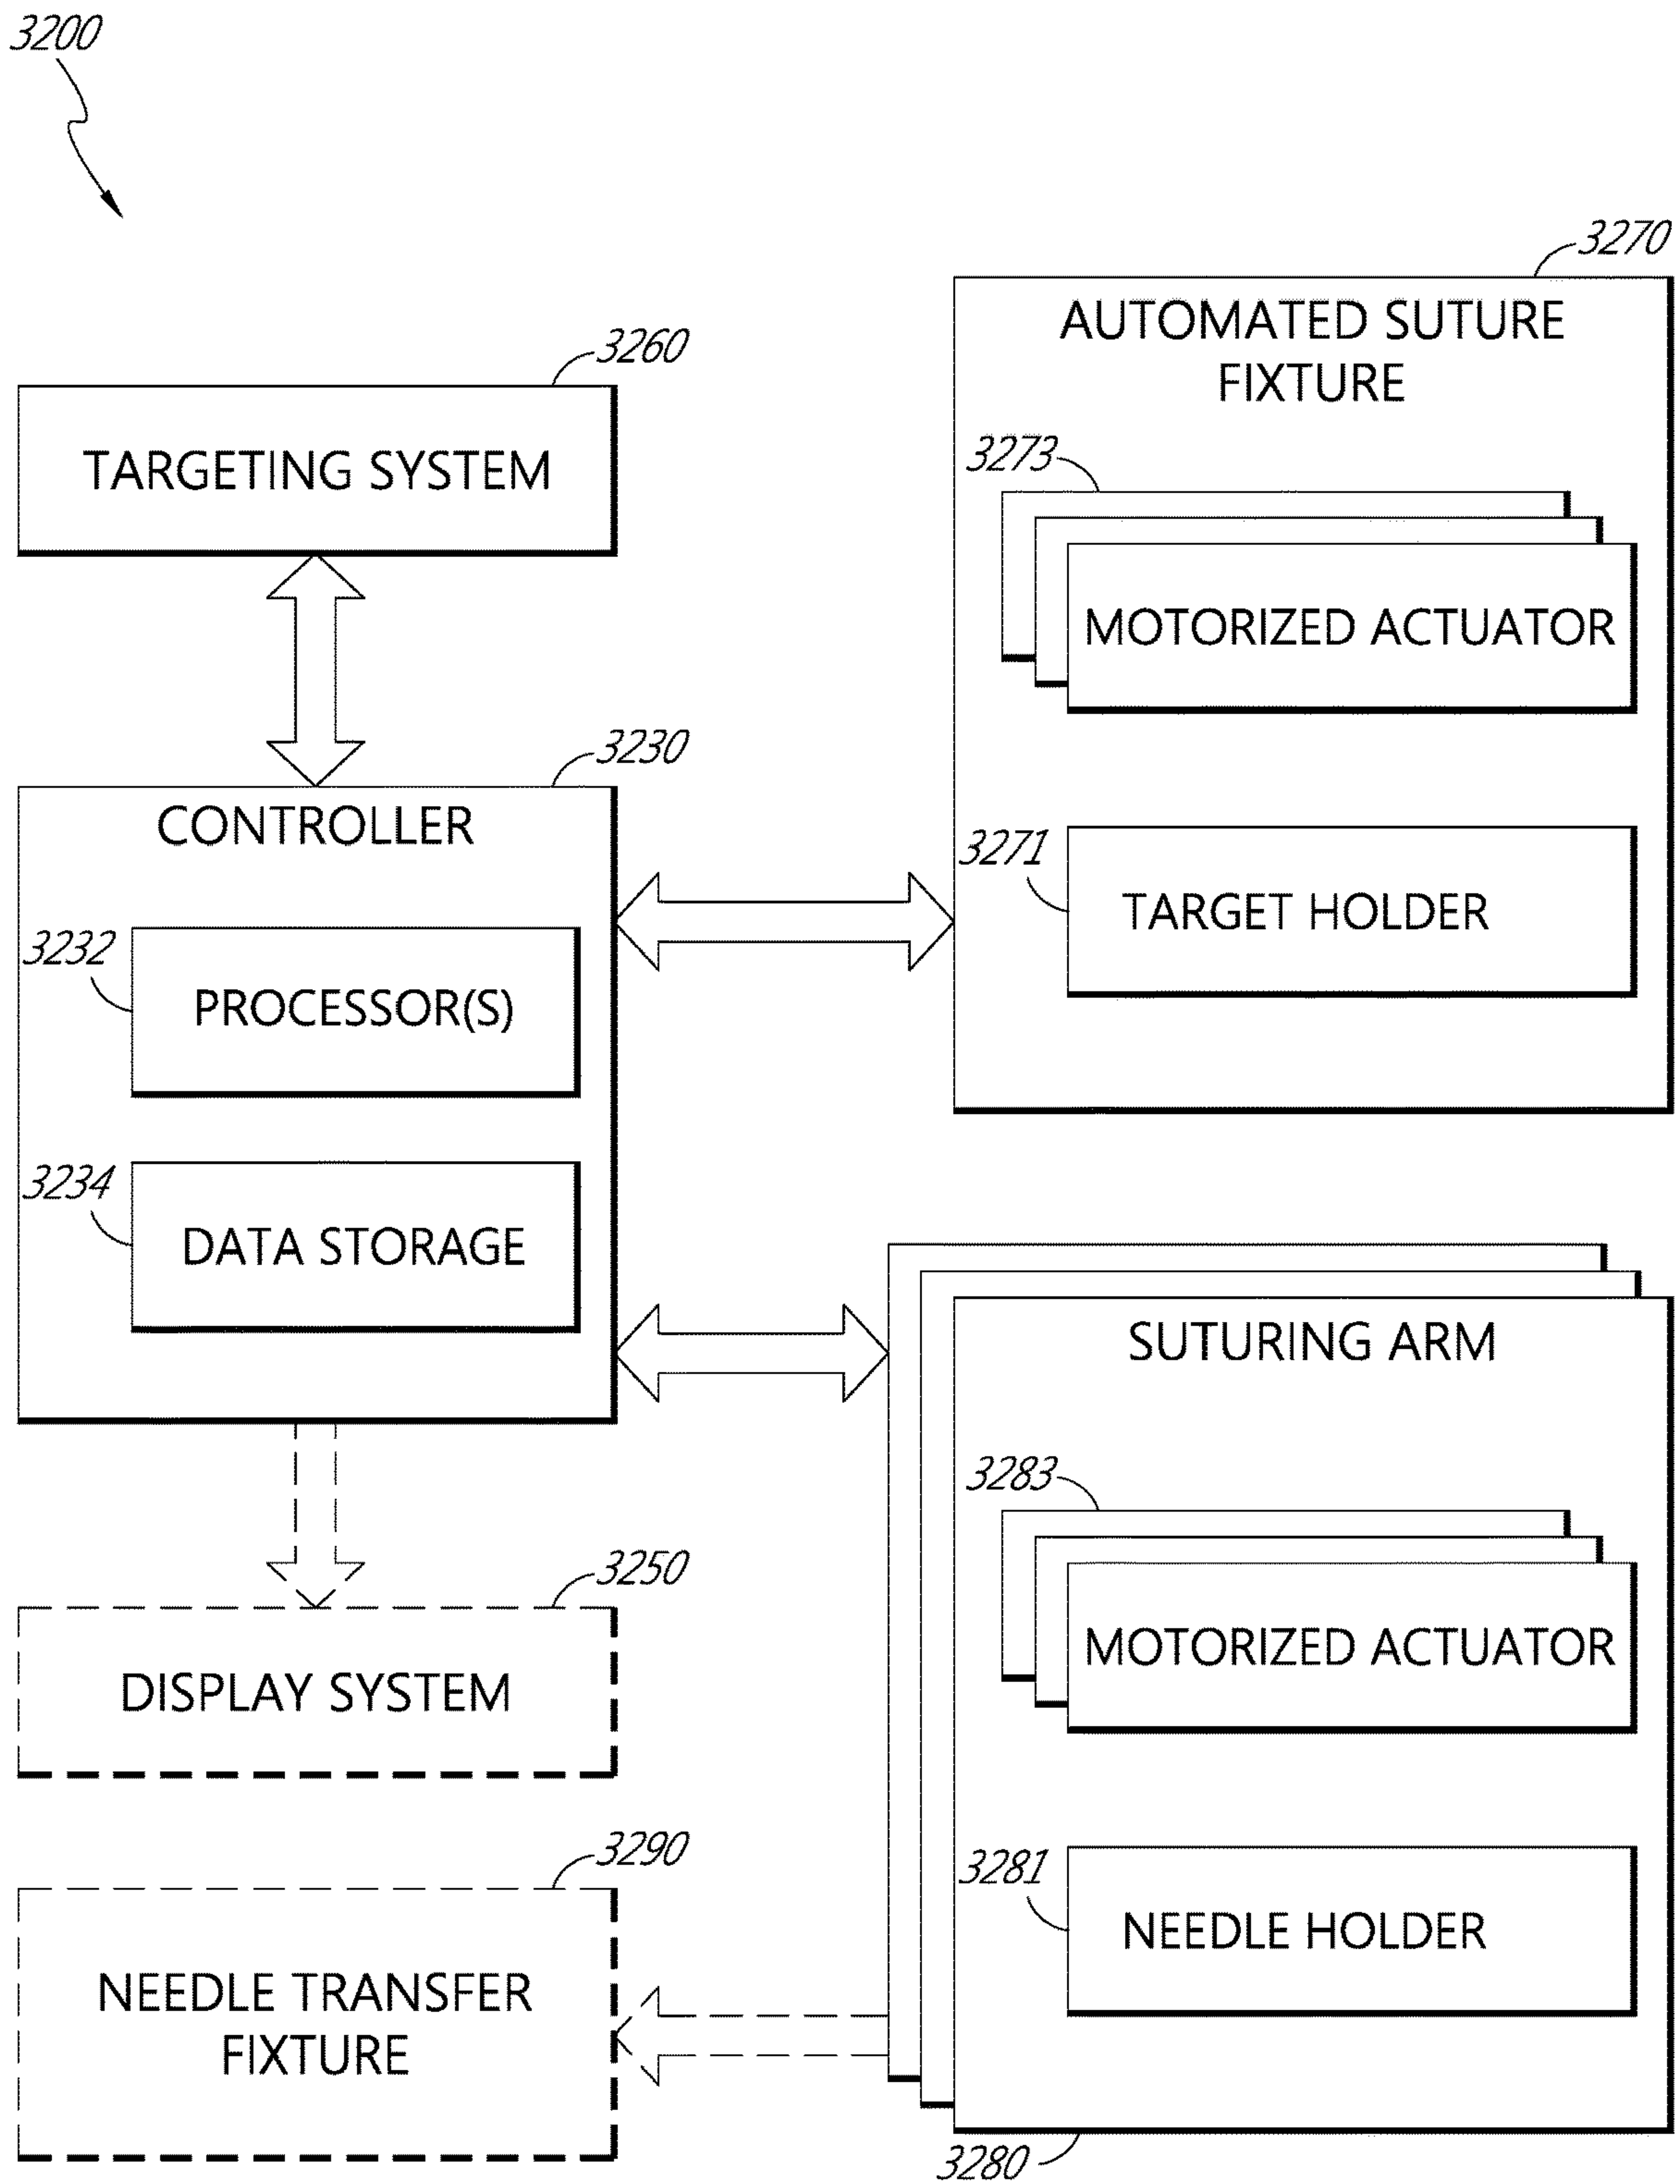 3200
3260
TARGETING SYSTEM
3230
CONTROLLER
3232
PROCESSOR(S)
3234
DATA STORAGE
3250
DISPLAY SYSTEM
3290
NEEDLE TRANSFER
FIXTURE
3270
AUTOMATED SUTURE
FIXTURE
3273
MOTORIZED ACTUATOR
3271
TARGET HOLDER
SUTURING ARM
3283
MOTORIZED ACTUATOR
3281
NEEDLE HOLDER
3280